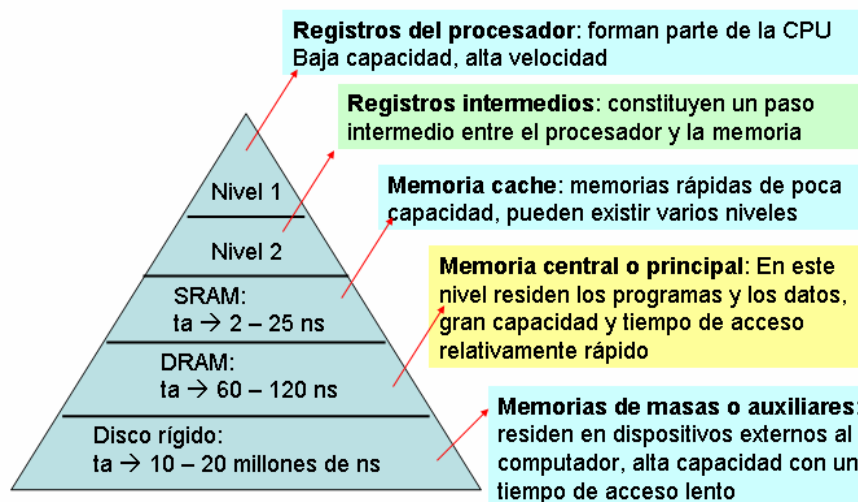 Registros del procesador: forman parte de la CPU
Baja capacidad, alta velocidad
Registros intermedios: constituyen un paso
intermedio entre el procesador y la memoria
Nivel 1
Memoria cache: memorias rápidas de poca
capacidad, pueden existir varios niveles
Nivel 2
Memoria central o principal: En este
nivel residen los programas y los datos,
gran capacidad y tiempo de acceso
relativamente rápido
SRAM:
ta → 2 – 25 ns
DRAM:
ta → 60 – 120 ns
Memorias de masas o auxiliares:
residen en dispositivos externos al
computador, alta capacidad con un
tiempo de acceso lento
Disco rígido:
ta → 10 – 20 millones de ns